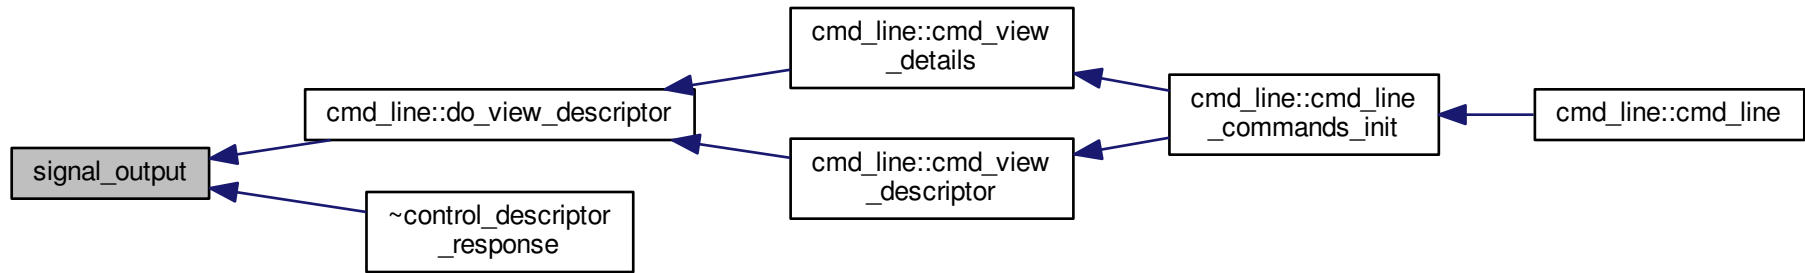 signal_output
cmd_line::do_view_descriptor
~control_descriptor
_response
cmd_line::cmd_view
_details
cmd_line::cmd_view
_descriptor
cmd_line::cmd_line
_commands_init
cmd_line::cmd_line